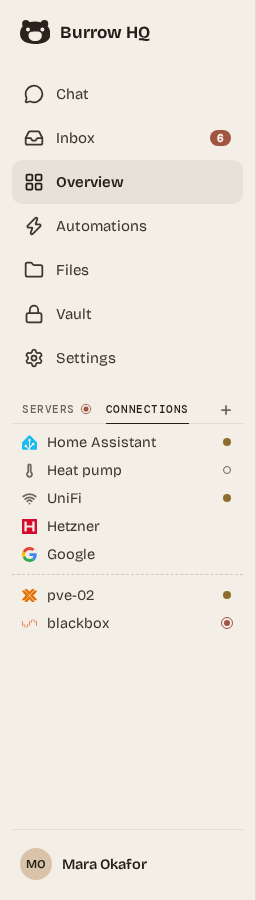 Burrow HQ
Chat
Inbox 6
Overview
Automations
Files
Vault
Settings
SERVERS CONNECTIONS +
Home Assistant
Heat pump
UniFi
Hetzner
Google
pve-02
blackbox
MO Mara Okafor